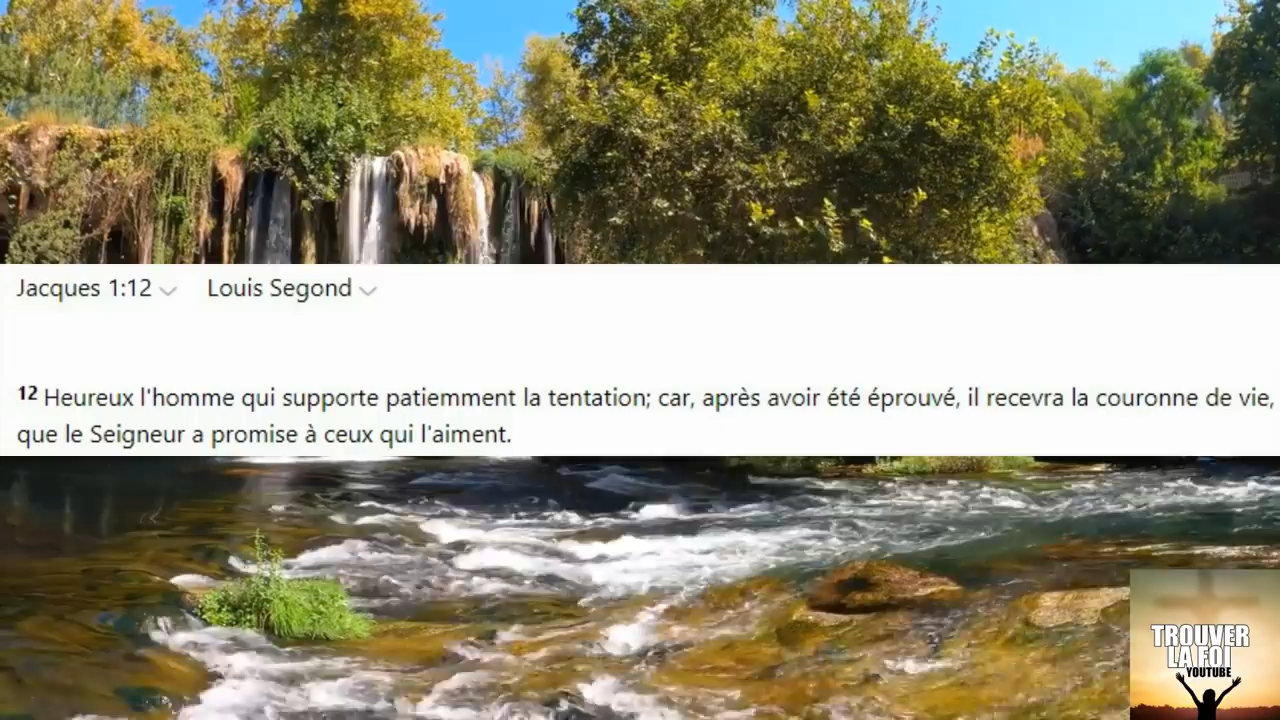 Jacques 1:12 Louis Segond
12 Heureux l'homme qui supporte patiemment la tentation; car, après avoir été éprouvé, il recevra la couronne de vie,
que le Seigneur a promise à ceux qui l'aiment.
TROUVER
LA FOI
YOUTUBE